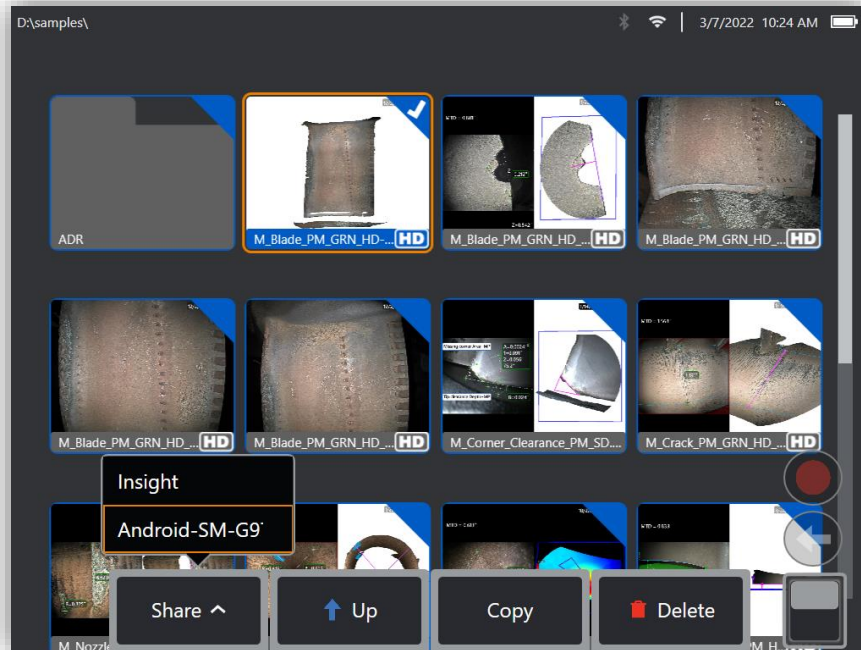 D:\samples\
3/7/2022 10:24 AM
ADR
M_Blade_PM_GRN_HD-... HD
M_Blade_PM_GRN_HD_... HD
M_Blade_PM_GRN_HD_... HD
M_Blade_PM_GRN_HD_... HD
M_Blade_PM_GRN_HD_... HD
M_Corner_Clearance_PM_SD....
M_Crack_PM_GRN_HD_... HD
Insight
Android-SM-G9
Share
Up
Copy
Delete